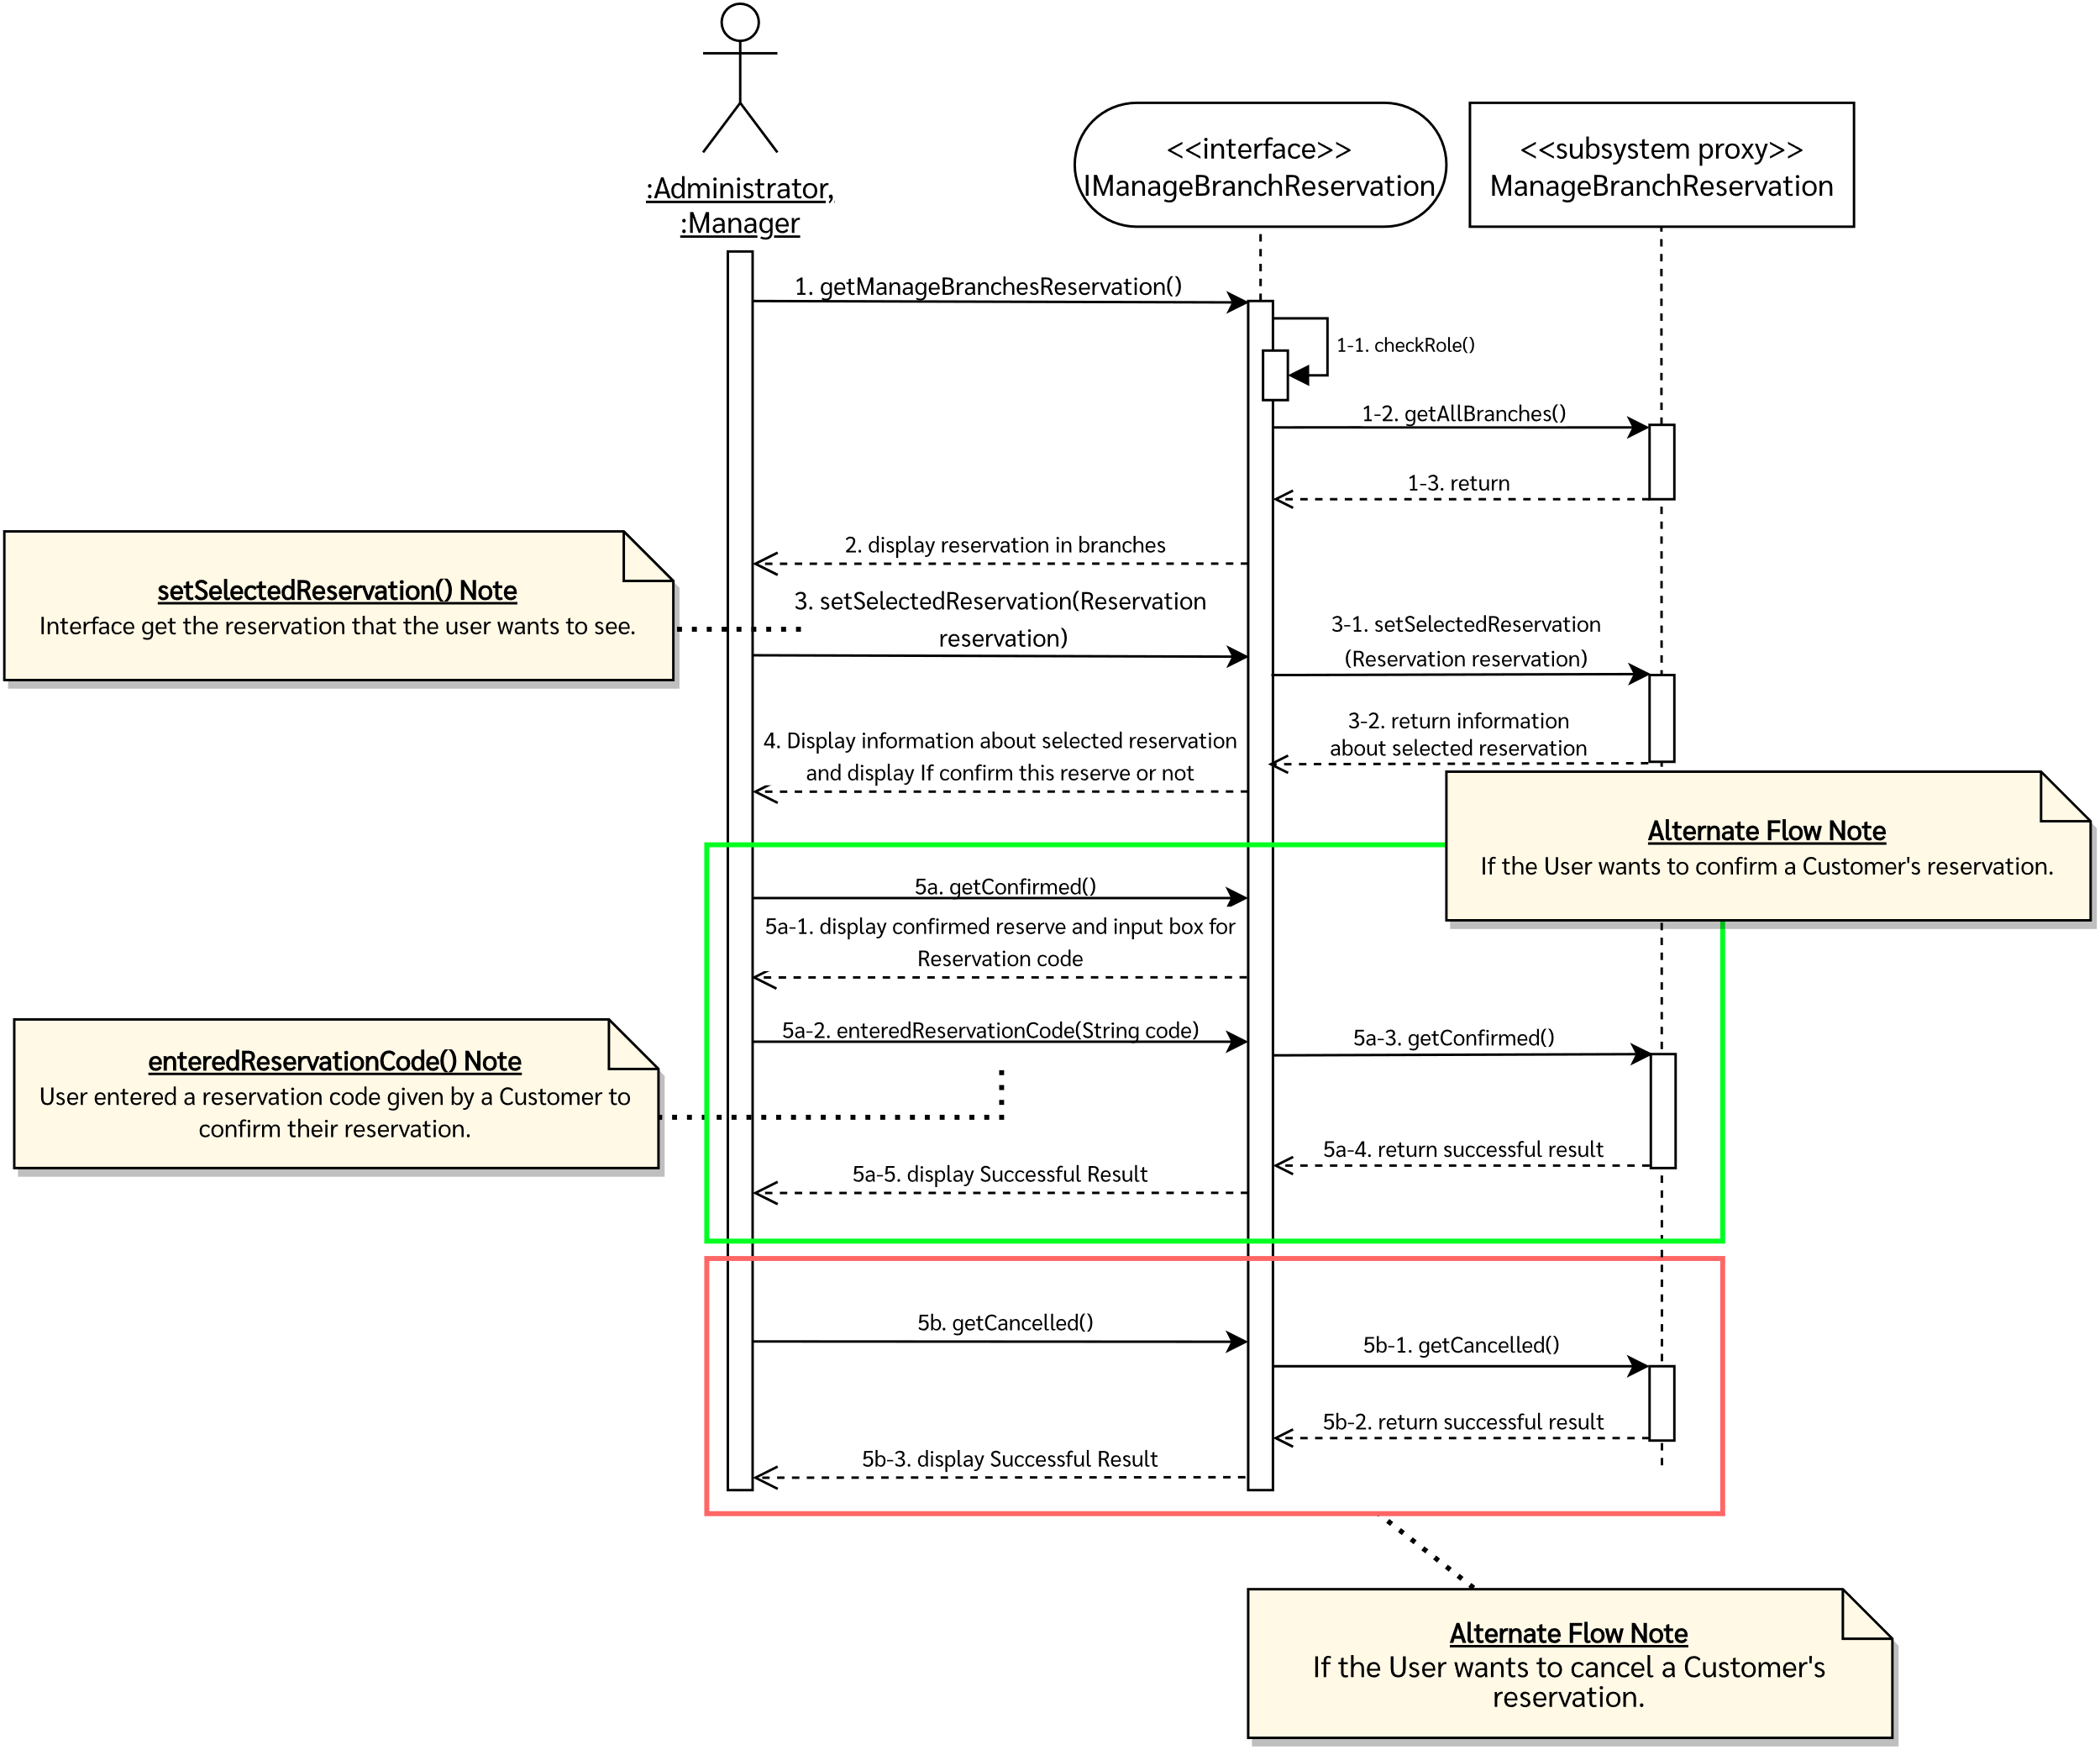 :Administrator,
:Manager
<<interface>>
IManageBranchReservation
<<subsystem proxy>>
ManageBranchReservation
1. getManageBranchesReservation()
1-1. checkRole()
1-2. getAllBranches()
1-3. return
2. display reservation in branches
setSelectedReservation() Note
Interface get the reservation that the user wants to see.
3. setSelectedReservation(Reservation
reservation)
3-1. setSelectedReservation
(Reservation reservation)
3-2. return information
about selected reservation
4. Display information about selected reservation
and display If confirm this reserve or not
Alternate Flow Note
If the User wants to confirm a Customer's reservation.
5a. getConfirmed()
5a-1. display confirmed reserve and input box for
Reservation code
5a-2. enteredReservationCode(String code)
5a-3. getConfirmed()
enteredReservationCode() Note
User entered a reservation code given by a Customer to
confirm their reservation.
5a-4. return successful result
5a-5. display Successful Result
5b. getCancelled()
5b-1. getCancelled()
5b-2. return successful result
5b-3. display Successful Result
Alternate Flow Note
If the User wants to cancel a Customer's
reservation.